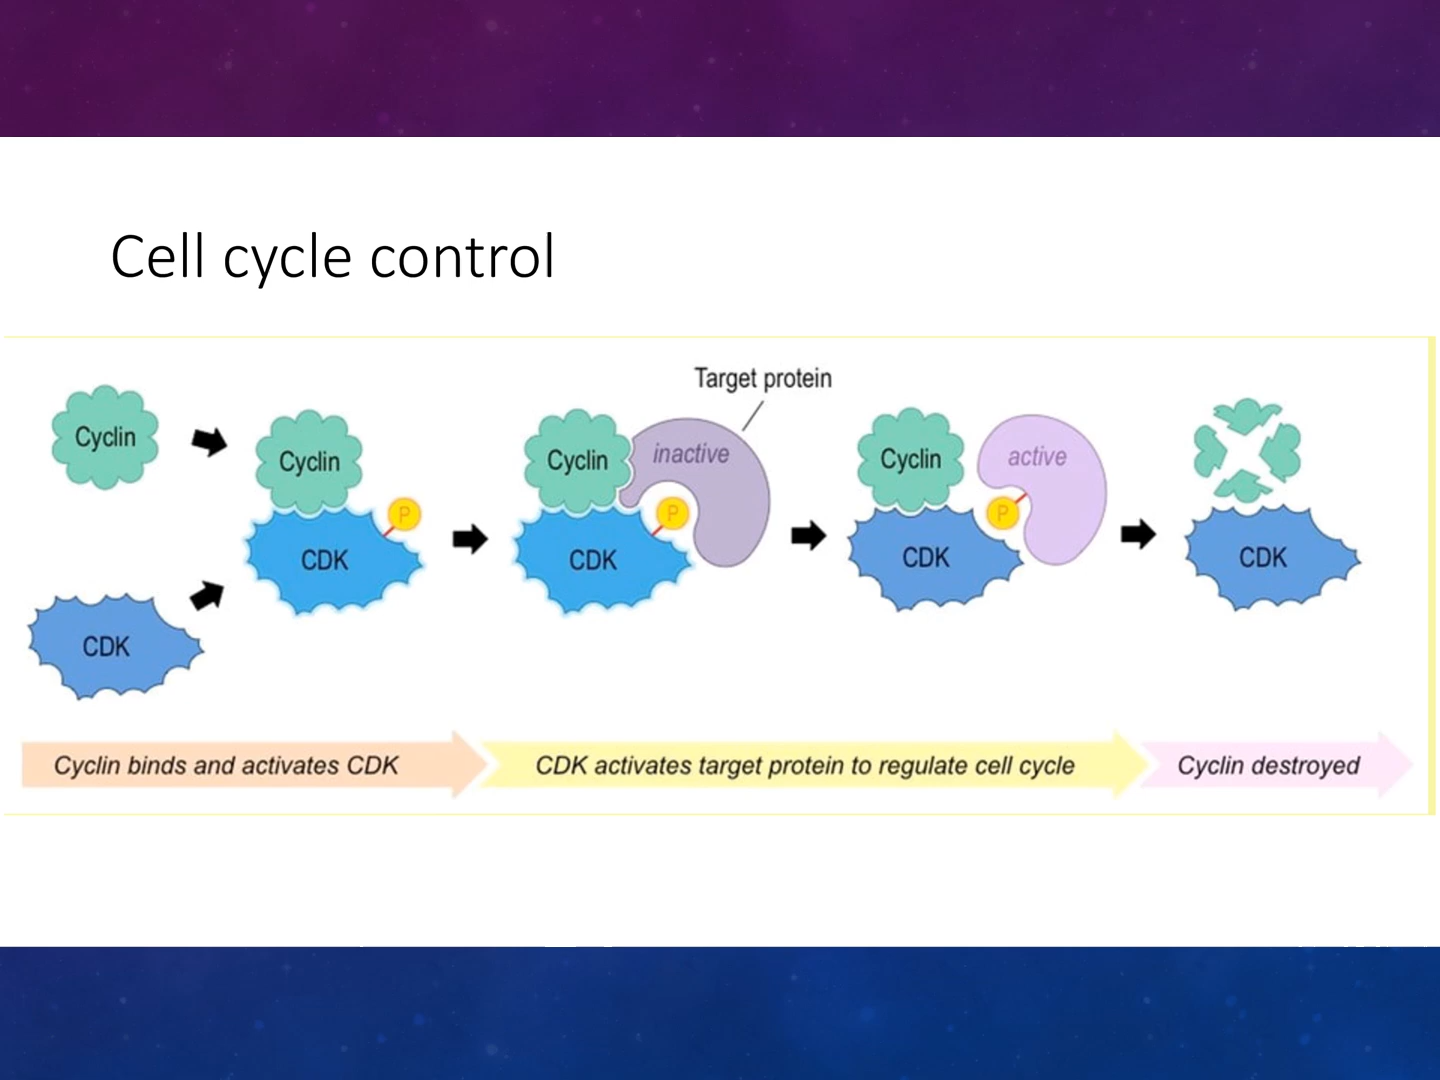 Cell cycle control
Target protein
Cyclin
Cyclin
CDK
P
CDK
Cyclin
inactive
P
CDK
Cyclin
active
P
CDK
CDK
Cyclin binds and activates CDK
CDK activates target protein to regulate cell cycle
Cyclin destroyed